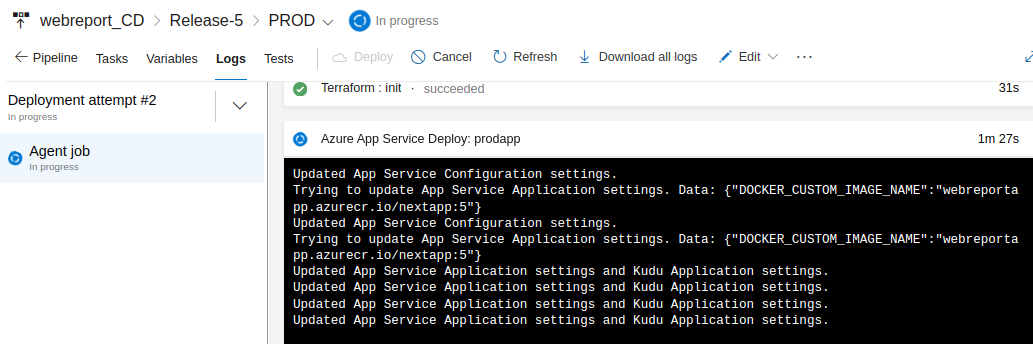 webreport_CD > Release-5 > PROD In progress
Pipeline Tasks Variables Logs Tests Deploy Cancel Refresh Download all logs Edit ...
Terraform : init · succeeded 31s
Deployment attempt #2
In progress
Azure App Service Deploy: prodapp 1m 27s
Agent job
In progress
Updated App Service Configuration settings.
Trying to update App Service Application settings. Data: {"DOCKER_CUSTOM_IMAGE_NAME":"webreporta
pp.azurecr.io/nextapp:5"}
Updated App Service Configuration settings.
Trying to update App Service Application settings. Data: {"DOCKER_CUSTOM_IMAGE_NAME":"webreporta
pp.azurecr.io/nextapp:5"}
Updated App Service Application settings and Kudu Application settings.
Updated App Service Application settings and Kudu Application settings.
Updated App Service Application settings and Kudu Application settings.
Updated App Service Application settings and Kudu Application settings.